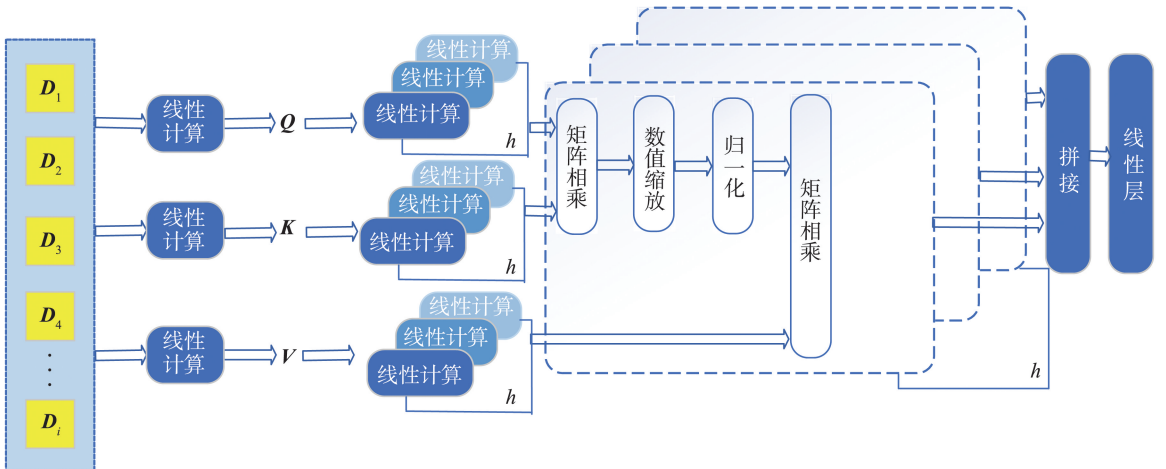 D₁
D₂
D₃
D₄
⋮
Dᵢ
线性
计算
Q
线性计算
线性计算
线性计算
h
线性
计算
K
线性计算
线性计算
线性计算
h
线性
计算
V
线性计算
线性计算
线性计算
h
矩阵相乘
数值缩放
归一化
矩阵相乘
h
拼接
线性层